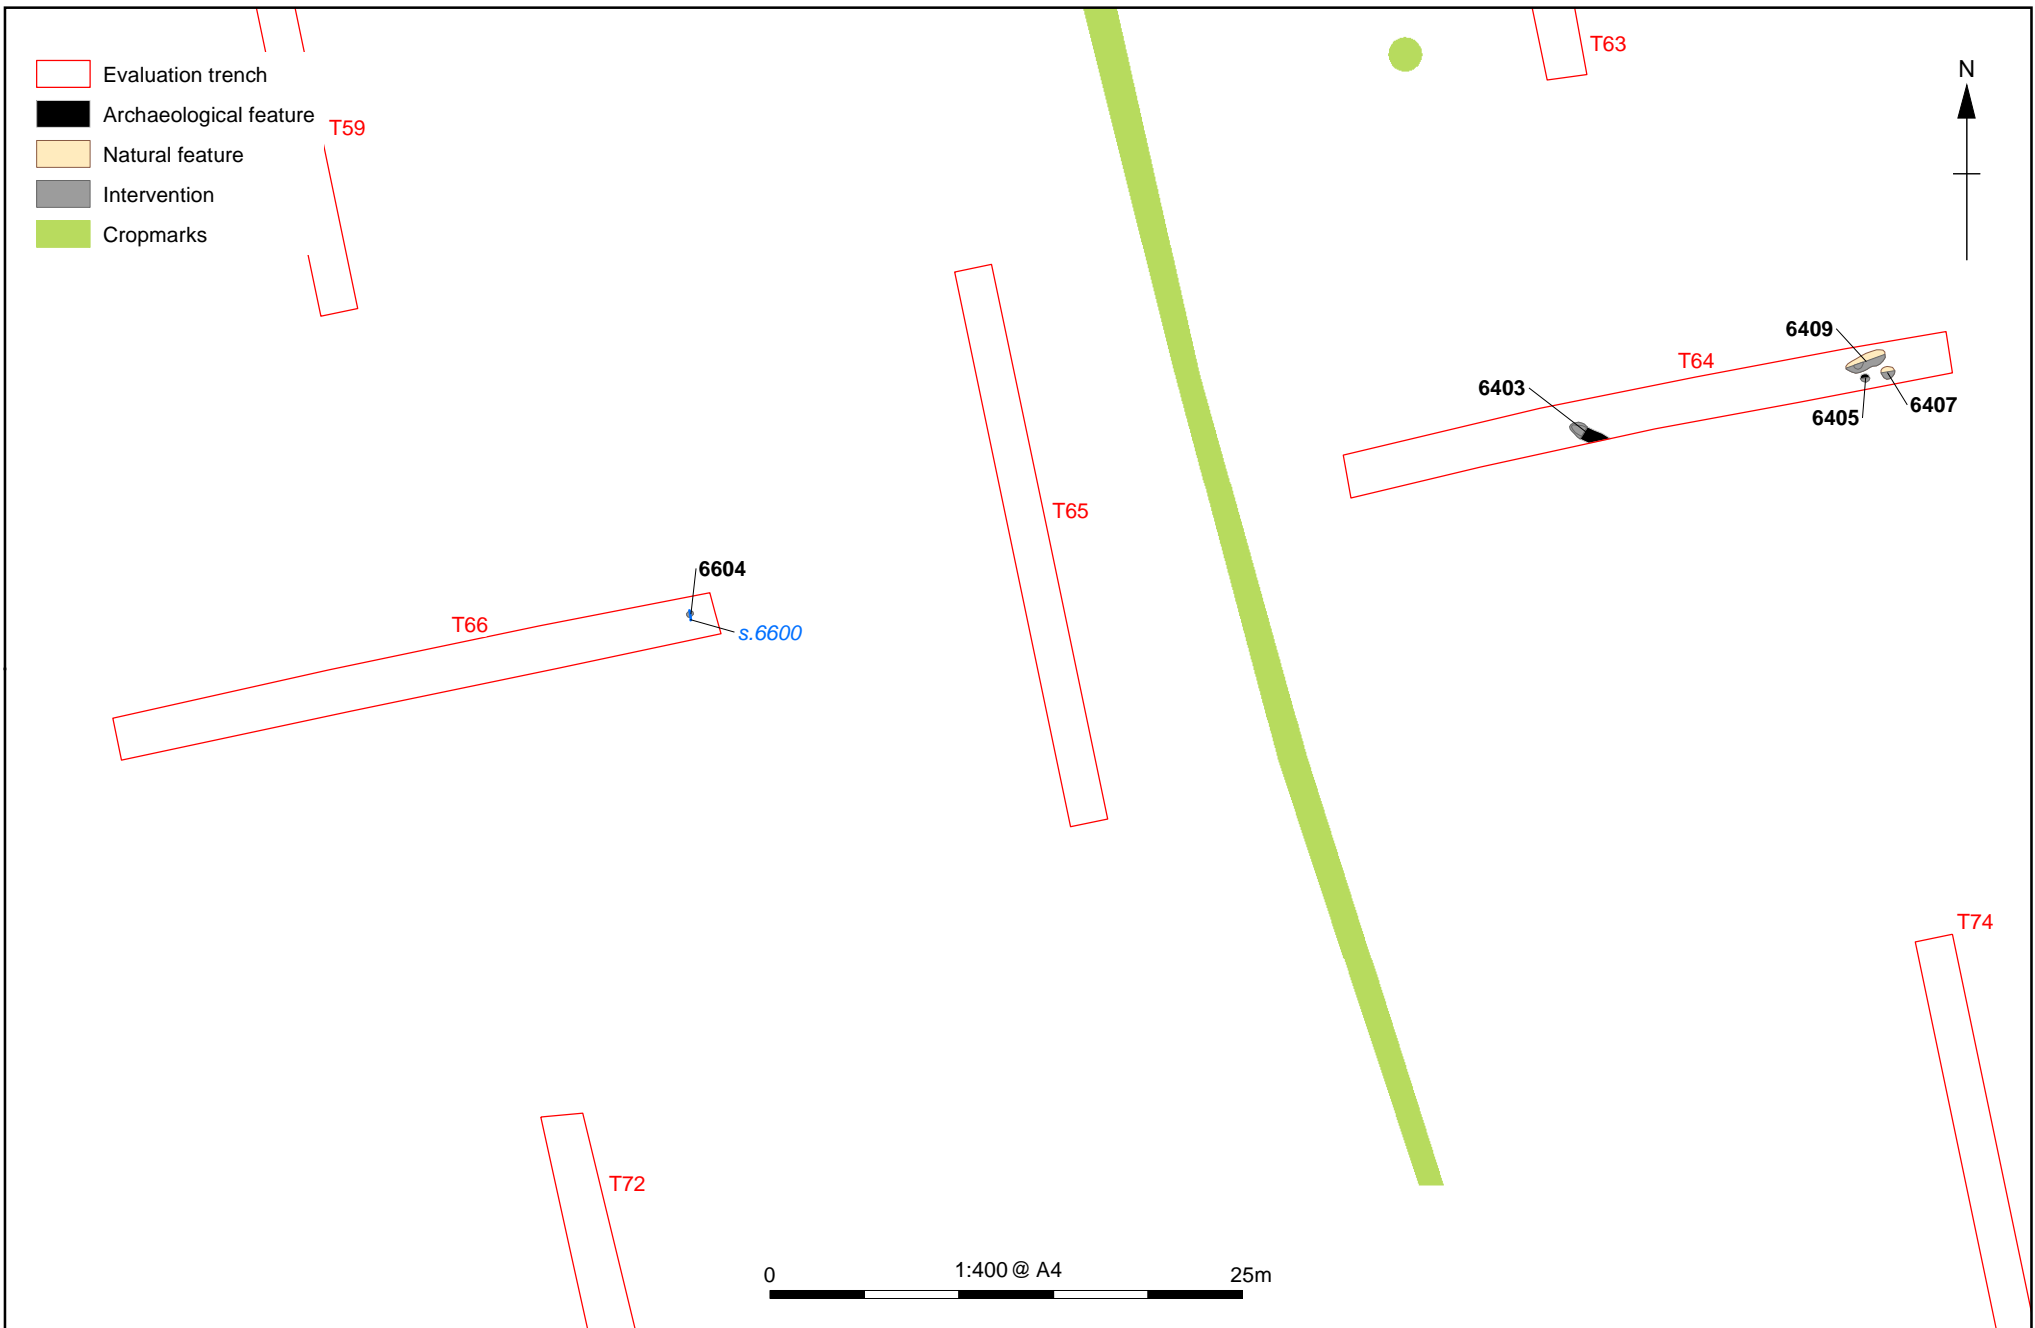 Evaluation trench
Archaeological feature
Natural feature
Intervention
Cropmarks
T59
T63
N
6409
T64
6403
6405
6407
T65
6604
T66
s.6600
T74
T72
0
1:400 @ A4
25m